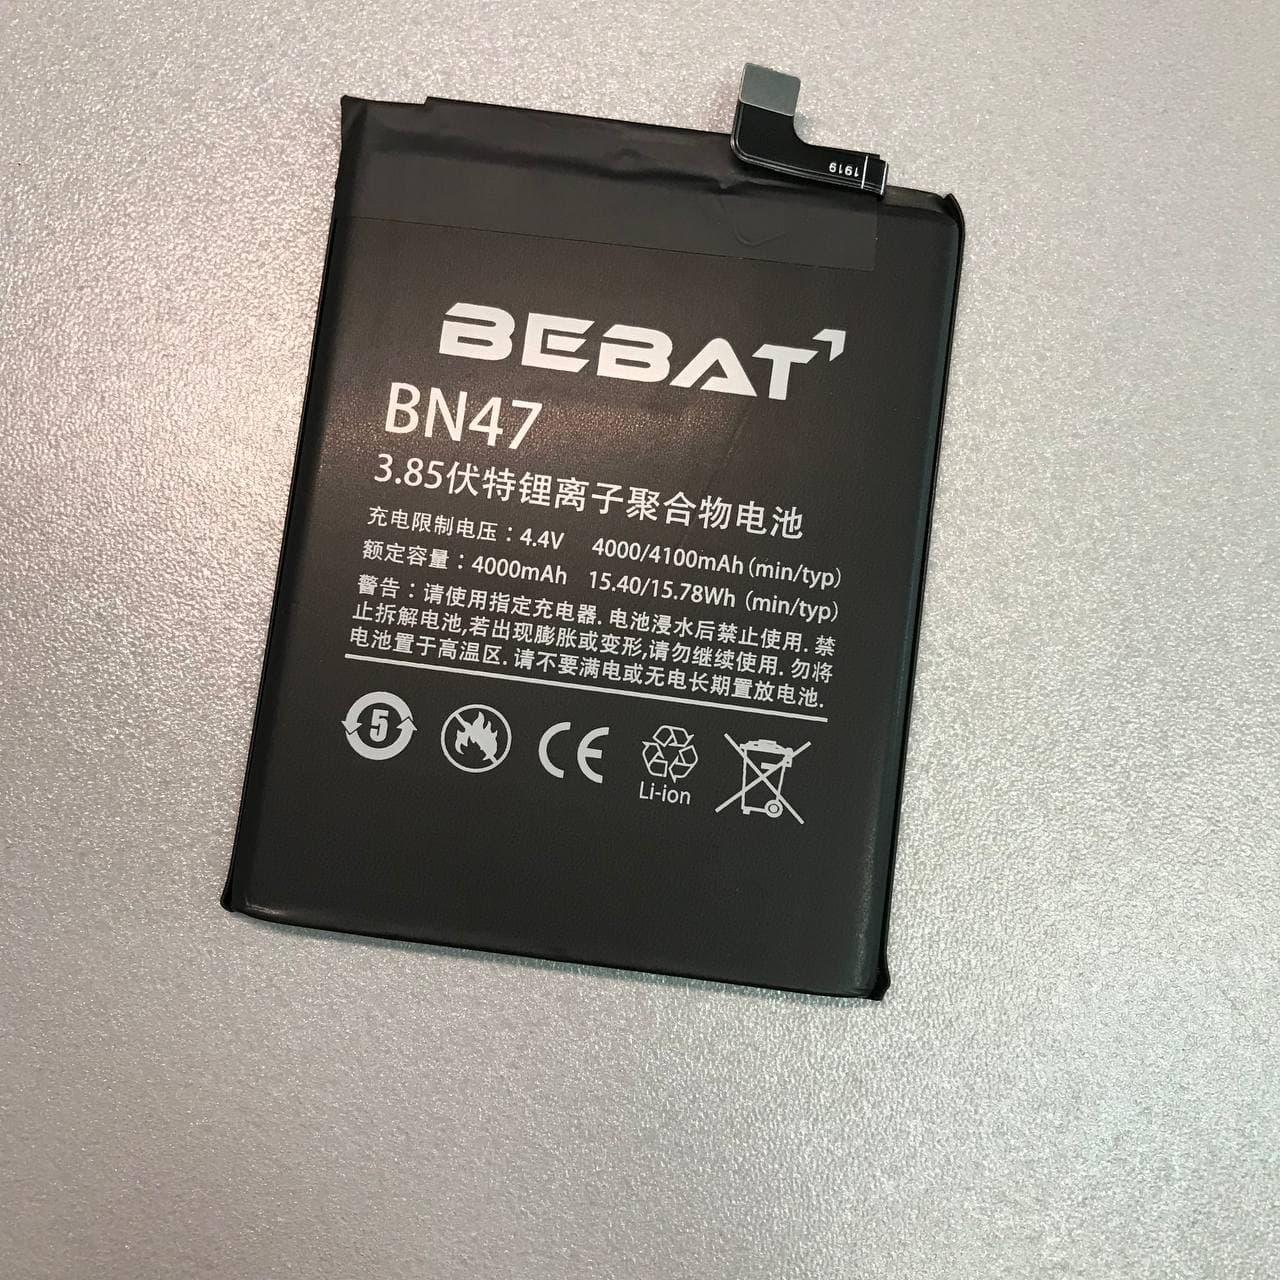 1919
BEBAT
BN47
3.85伏特锂离子聚合物电池
充电限制电压：4.4V 4000/4100mAh (min/typ)
额定容量：4000mAh 15.40/15.78Wh (min/typ)
警告：请使用指定充电器. 电池浸水后禁止使用. 禁
止拆解电池,若出现膨胀或变形,请勿继续使用. 勿将
电池置于高温区. 请不要满电或无电长期置放电池.
5
CE
Li-ion